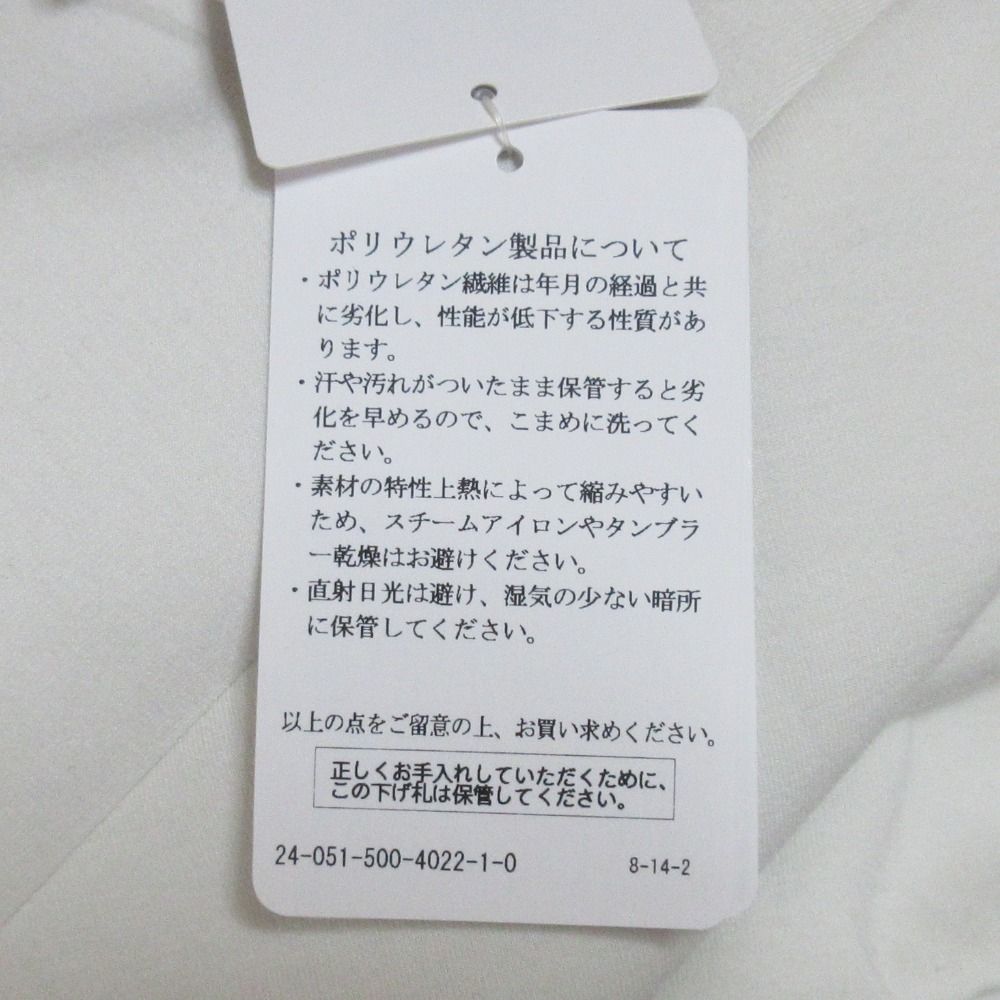 ポリウレタン製品について
・ポリウレタン繊維は年月の経過と共
に劣化し、性能が低下する性質があ
ります。
・汗や汚れがついたまま保管すると劣
化を早めるので、こまめに洗ってく
ださい。
・素材の特性上熱によって縮みやすい
ため、スチームアイロンやタンブラ
ー乾燥はお避けください。
・直射日光は避け、湿気の少ない暗所
に保管してください。
以上の点をご留意の上、お買い求めください。
正しくお手入れしていただくために、
この下げ札は保管してください。
24-051-500-4022-1-0 8-14-2